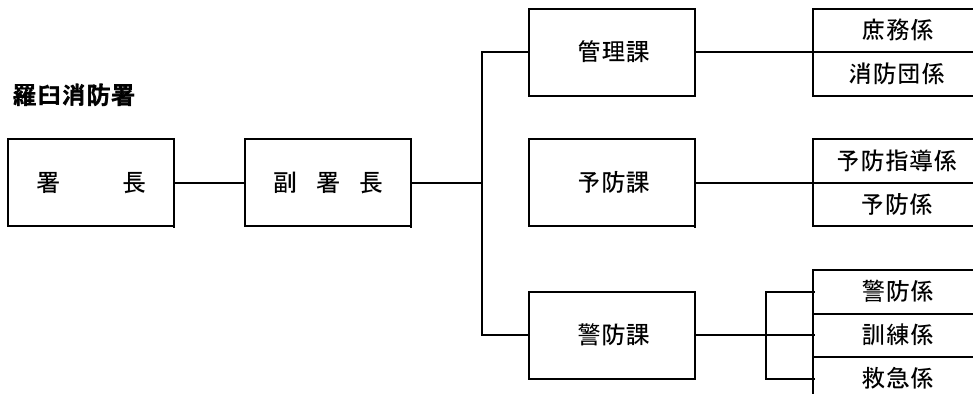 羅臼消防署
署　　　長
副　署　長
管理課
庶務係
消防団係
予防課
予防指導係
予防係
警防課
警防係
訓練係
救急係